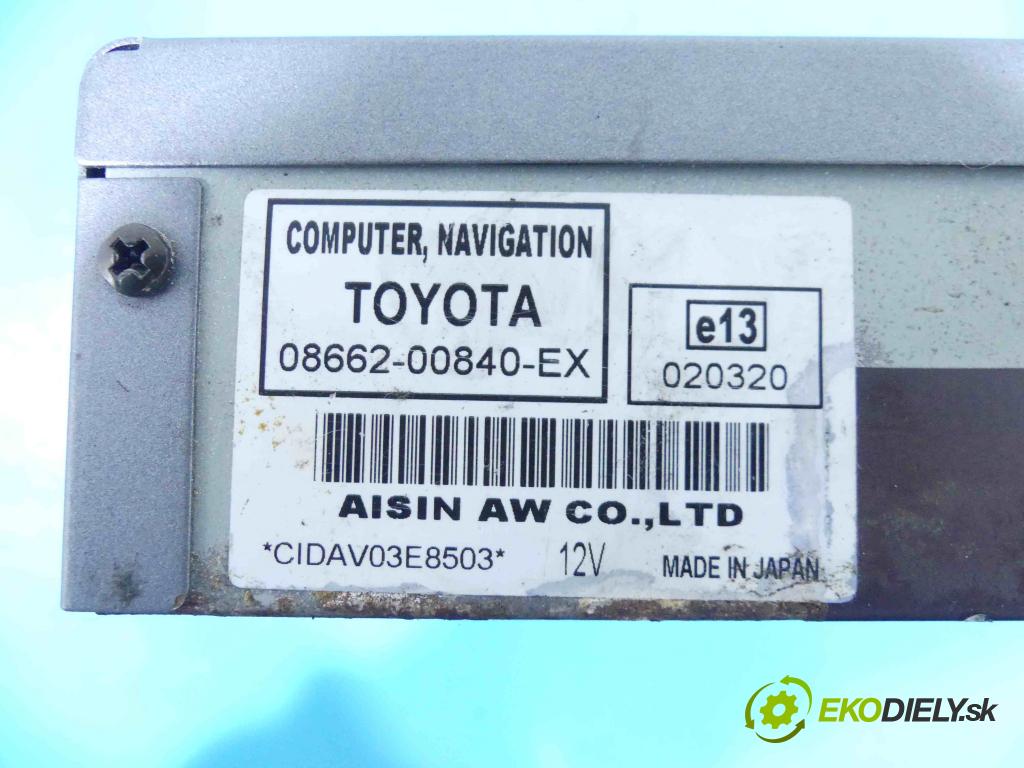 COMPUTER, NAVIGATION
TOYOTA
08662-00840-EX
e13
020320
AISIN AW CO.,LTD
*CIDAV03E8503*
12V
MADE IN JAPAN
EKODIELY.sk